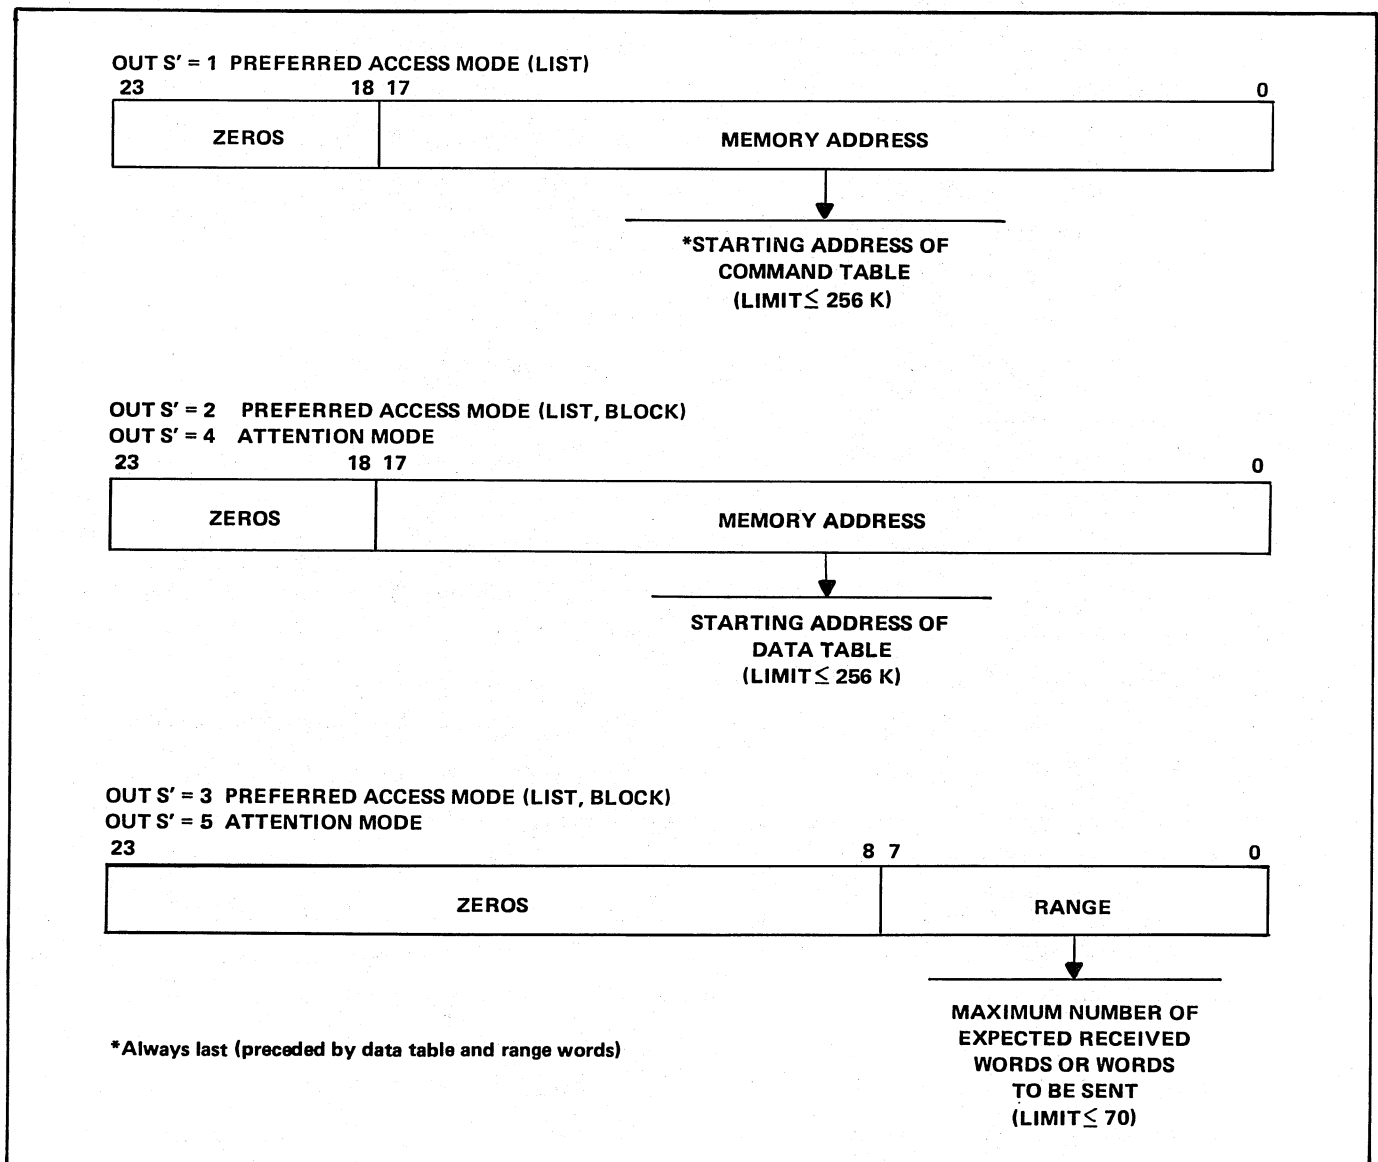 OUT S' = 1 PREFERRED ACCESS MODE (LIST)
23 18 17 0
ZEROS MEMORY ADDRESS
*STARTING ADDRESS OF
COMMAND TABLE
(LIMIT ≤ 256 K)
OUT S' = 2 PREFERRED ACCESS MODE (LIST, BLOCK)
OUT S' = 4 ATTENTION MODE
23 18 17 0
ZEROS MEMORY ADDRESS
STARTING ADDRESS OF
DATA TABLE
(LIMIT ≤ 256 K)
OUT S' = 3 PREFERRED ACCESS MODE (LIST, BLOCK)
OUT S' = 5 ATTENTION MODE
23 8 7 0
ZEROS RANGE
MAXIMUM NUMBER OF
EXPECTED RECEIVED
WORDS OR WORDS
TO BE SENT
(LIMIT ≤ 70)
*Always last (preceded by data table and range words)